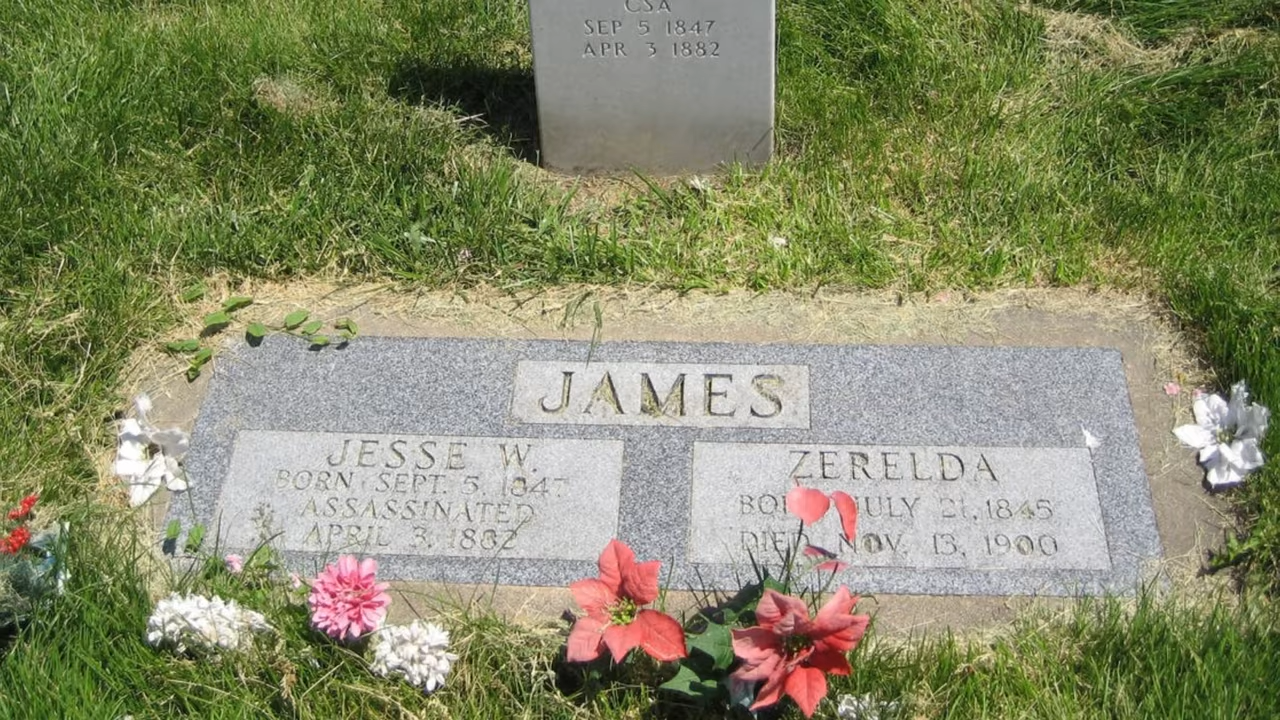 CSA
SEP 5 1847
APR 3 1882
JAMES
JESSE W.
BORN SEPT. 5, 1847
ASSASSINATED
APRIL 3, 1882
ZERELDA
BORN JULY 21, 1845
DIED NOV. 13, 1900